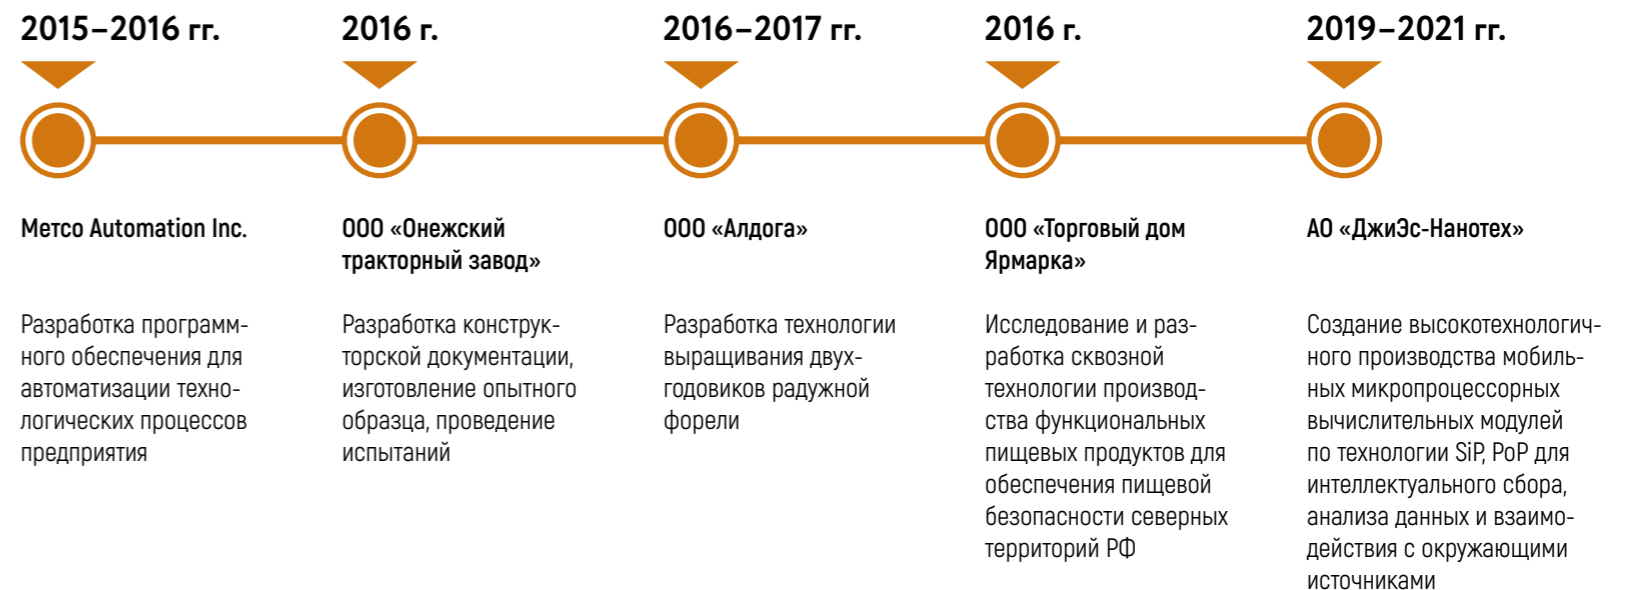 2015–2016 гг.
Метсо Automation Inc.
Разработка программ-
ного обеспечения для
автоматизации техно-
логических процессов
предприятия
2016 г.
ООО «Онежский
тракторный завод»
Разработка конструк-
торской документации,
изготовление опытного
образца, проведение
испытаний
2016–2017 гг.
ООО «Алдога»
Разработка технологии
выращивания двух-
годовиков радужной
форели
2016 г.
ООО «Торговый дом
Ярмарка»
Исследование и раз-
работка сквозной
технологии производ-
ства функциональных
пищевых продуктов для
обеспечения пищевой
безопасности северных
территорий РФ
2019–2021 гг.
АО «ДжиЭс-Нанотех»
Создание высокотехнологич-
ного производства мобиль-
ных микропроцессорных
вычислительных модулей
по технологии SiP, PoP для
интеллектуального сбора,
анализа данных и взаимо-
действия с окружающими
источниками